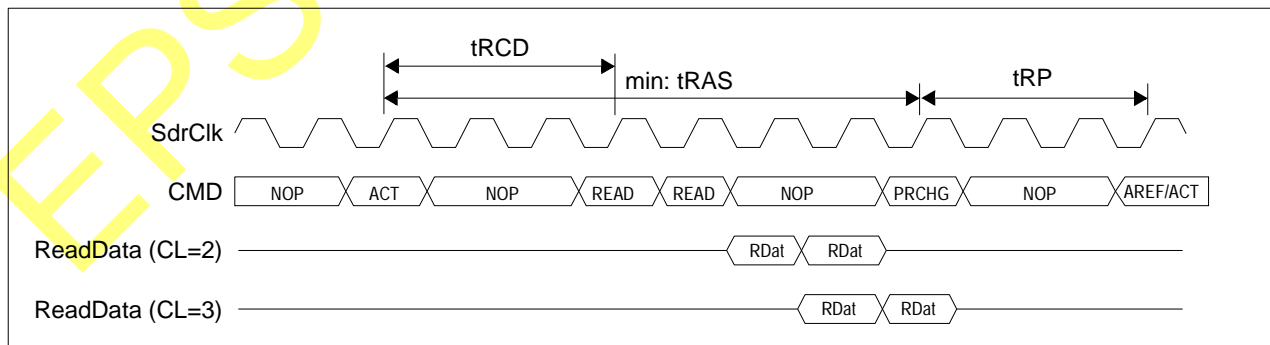 EPS
tRCD
min: tRAS
tRP
SdrClk
CMD NOP ACT NOP READ READ NOP PRCHG NOP AREF/ACT
ReadData (CL=2) RDat RDat
ReadData (CL=3) RDat RDat